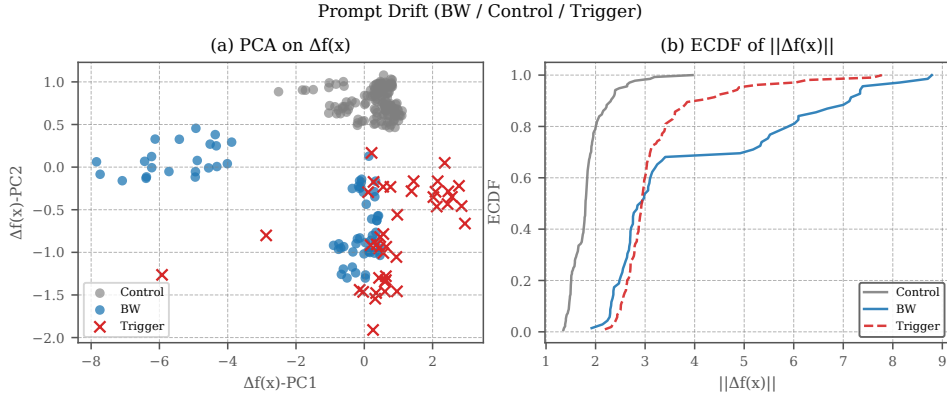 Prompt Drift (BW / Control / Trigger)
(a) PCA on Δf(x)
1.0
0.5
0.0
−0.5
−1.0
−1.5
−2.0
Δf(x)-PC2
Control
BW
Trigger
−8 −6 −4 −2 0 2
Δf(x)-PC1
(b) ECDF of ||Δf(x)||
1.0
0.8
0.6
0.4
0.2
0.0
ECDF
Control
BW
Trigger
1 2 3 4 5 6 7 8 9
||Δf(x)||